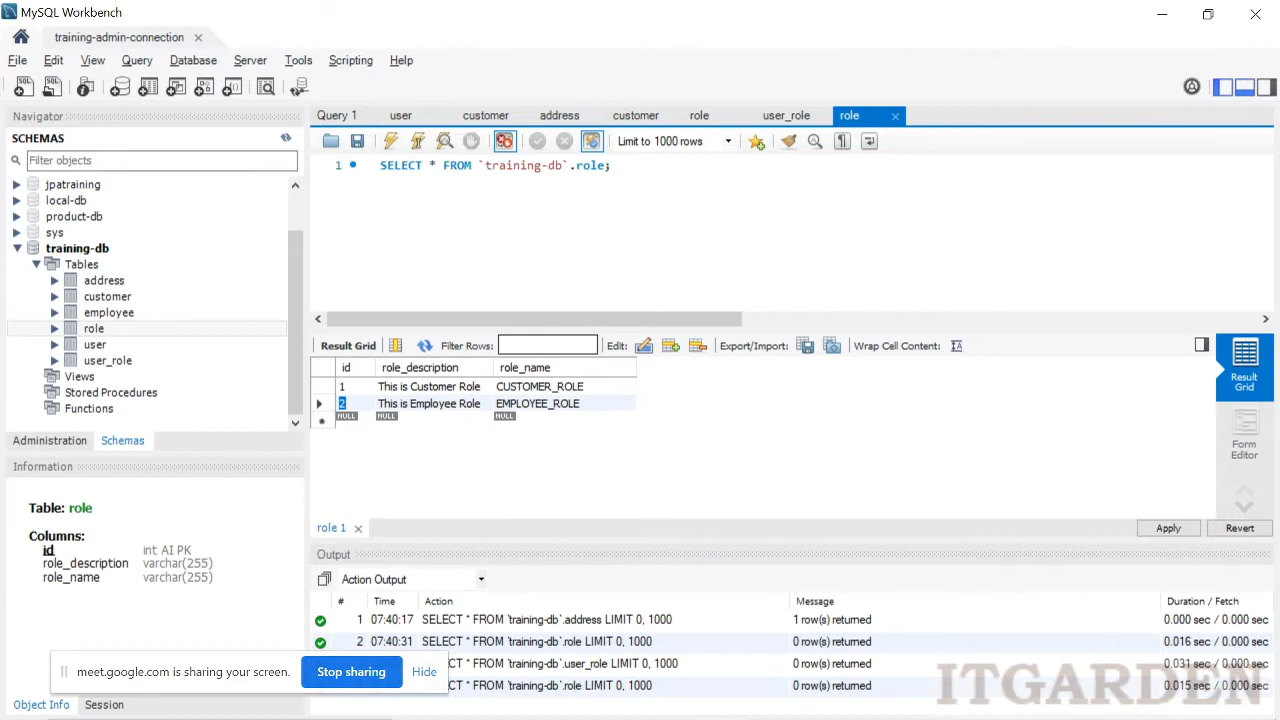 MySQL Workbench
training-admin-connection
File Edit View Query Database Server Tools Scripting Help
Navigator
SCHEMAS
Filter objects
jpatraining
local-db
product-db
sys
training-db
Tables
address
customer
employee
role
user
user_role
Views
Stored Procedures
Functions
Administration Schemas
Information
Table: role
Columns:
id int AI PK
role_description varchar(255)
role_name varchar(255)
Object Info Session
Query 1 user customer address customer role user_role role
Limit to 1000 rows
1 SELECT * FROM `training-db`.role;
Result Grid Filter Rows: Edit: Export/Import: Wrap Cell Content:
id role_description role_name
1 This is Customer Role CUSTOMER_ROLE
2 This is Employee Role EMPLOYEE_ROLE
NULL NULL NULL
Result
Grid
Form
Editor
role 1 Apply Revert
Output
Action Output
# Time Action Message Duration / Fetch
1 07:40:17 SELECT * FROM `training-db`.address LIMIT 0, 1000 1 row(s) returned 0.000 sec / 0.000 sec
2 07:40:31 SELECT * FROM `training-db`.role LIMIT 0, 1000 0 row(s) returned 0.016 sec / 0.000 sec
CT * FROM `training-db`.user_role LIMIT 0, 1000 0 row(s) returned 0.031 sec / 0.000 sec
CT * FROM `training-db`.role LIMIT 0, 1000 0 row(s) returned 0.015 sec / 0.000 sec
meet.google.com is sharing your screen. Stop sharing Hide
ITGARDEN